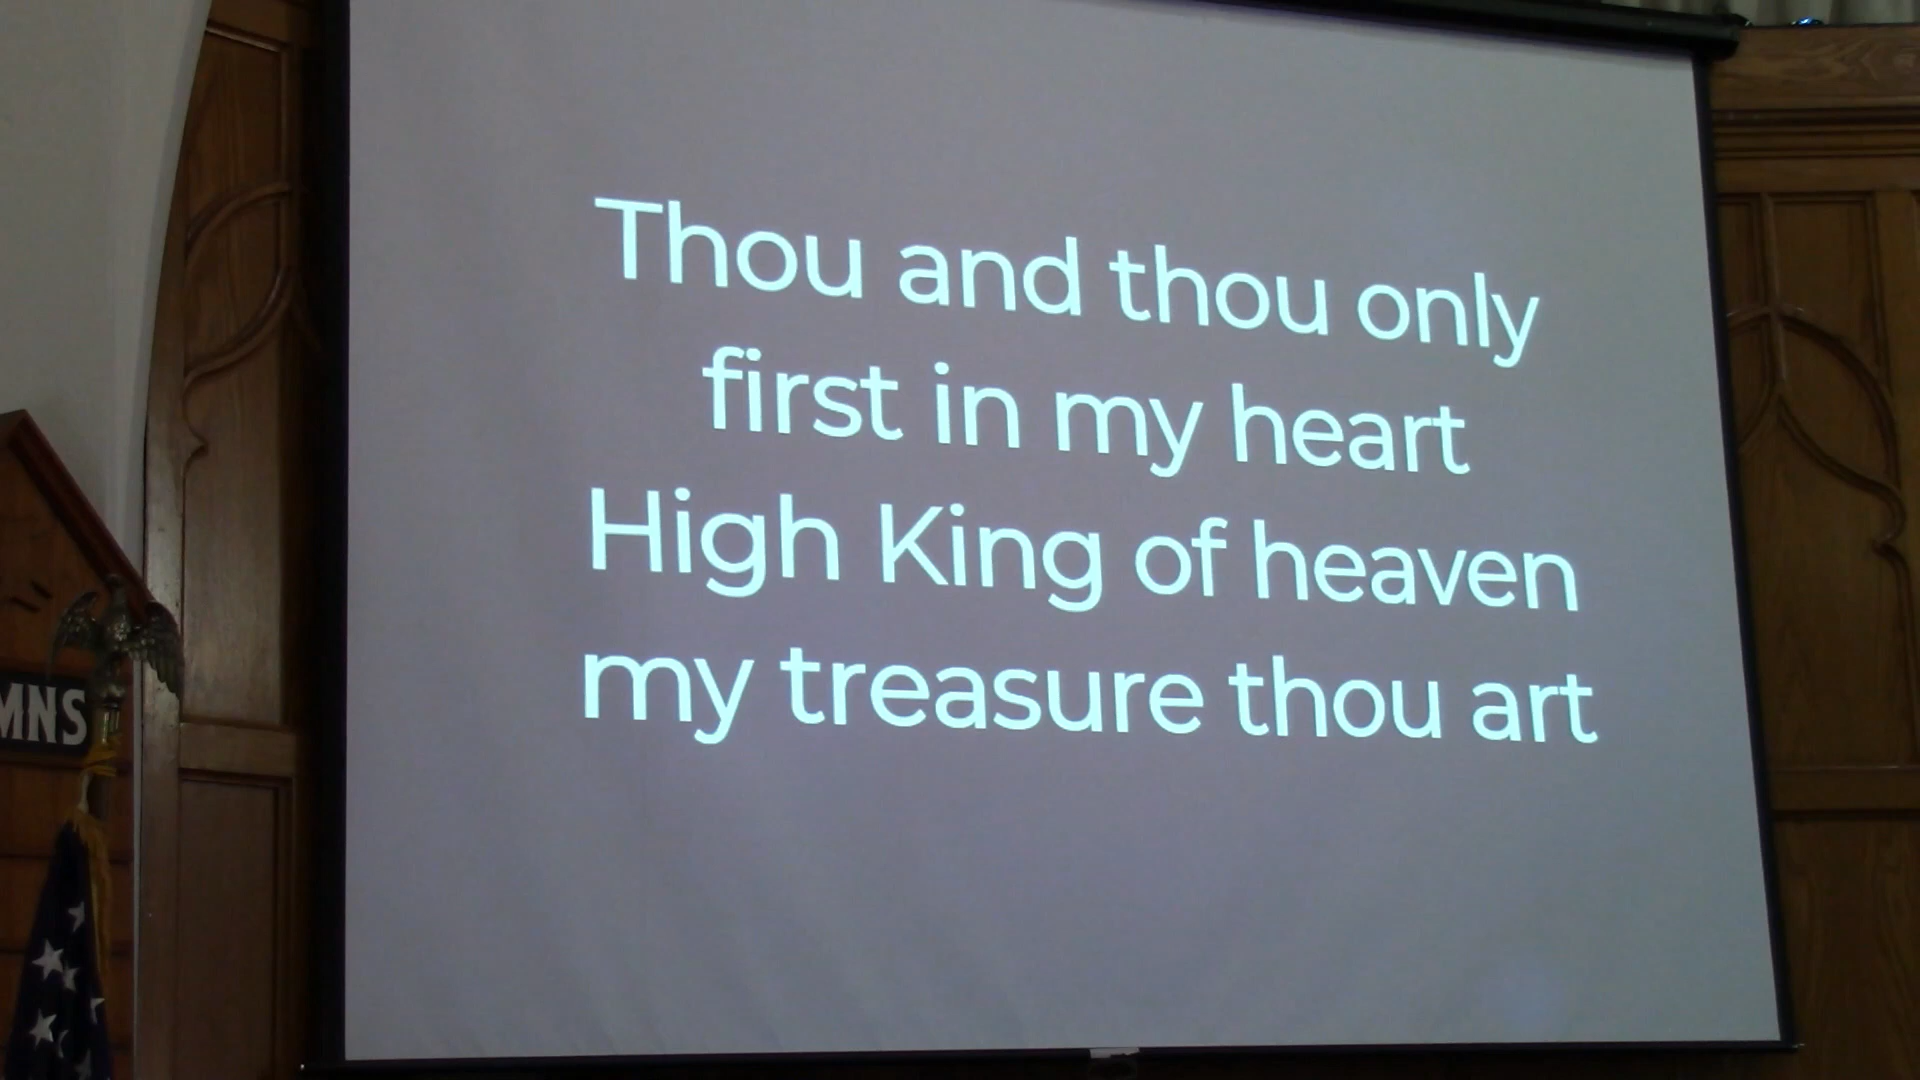 Thou and thou only
first in my heart
High King of heaven
my treasure thou art
MNS